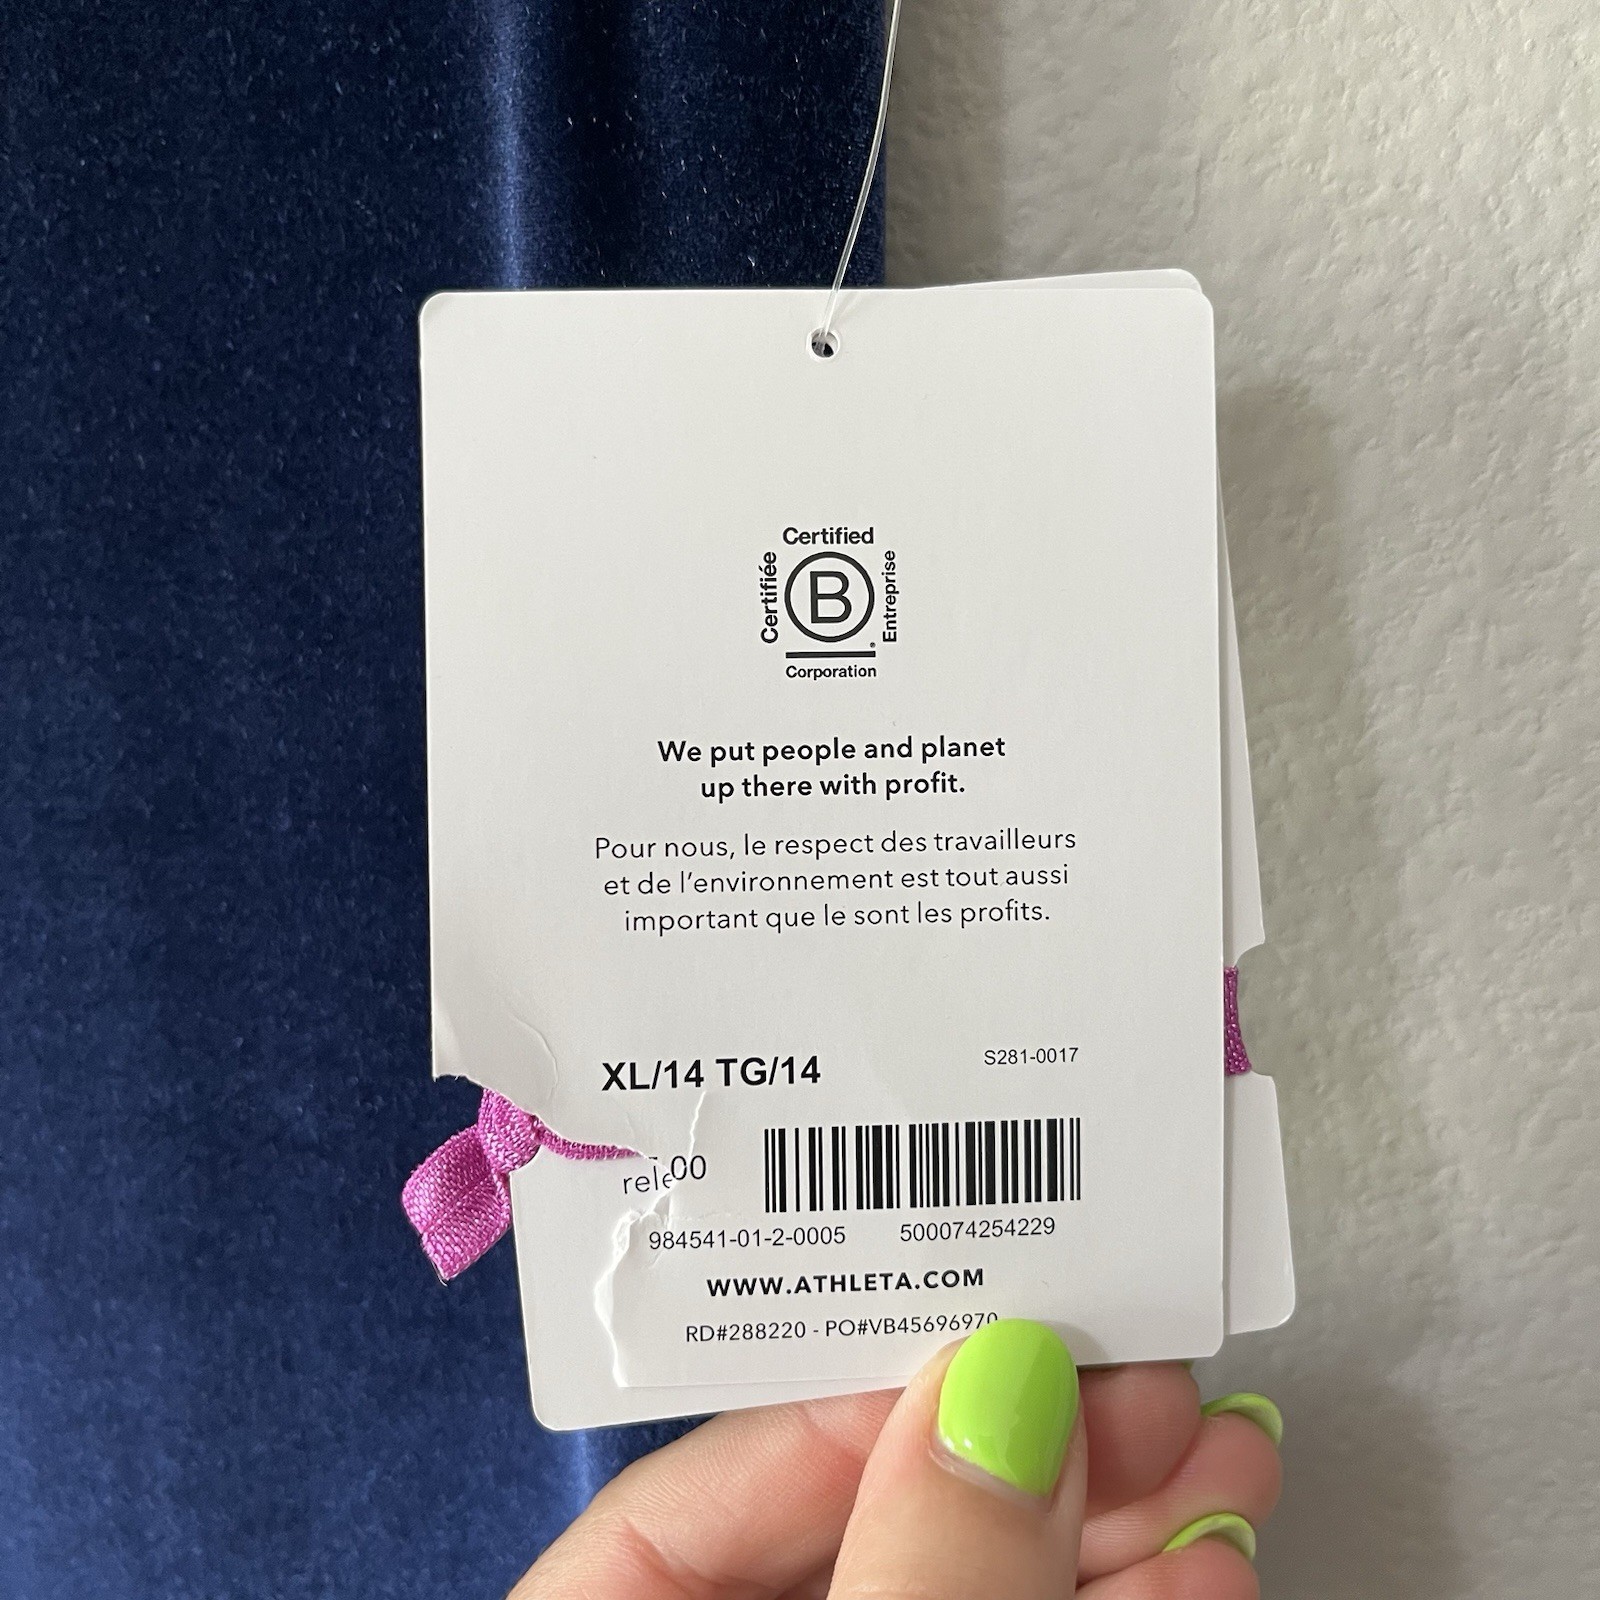 Certified
Certifiée
B
Entreprise
®
Corporation
We put people and planet
up there with profit.
Pour nous, le respect des travailleurs
et de l'environnement est tout aussi
important que le sont les profits.
XL/14 TG/14
S281-0017
.00
984541-01-2-0005
500074254229
WWW.ATHLETA.COM
RD#288220 - PO#VB45696970